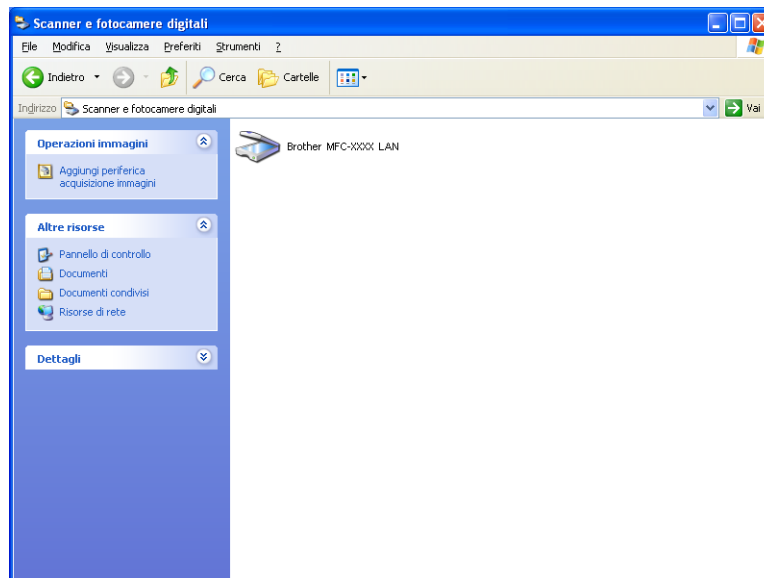 Scanner e fotocamere digitali
File Modifica Visualizza Preferiti Strumenti ?
Indietro Cerca Cartelle
Indirizzo Scanner e fotocamere digitali Vai
Operazioni immagini
Aggiungi periferica
acquisizione immagini
Altre risorse
Pannello di controllo
Documenti
Documenti condivisi
Risorse di rete
Dettagli
Brother MFC-XXXX LAN